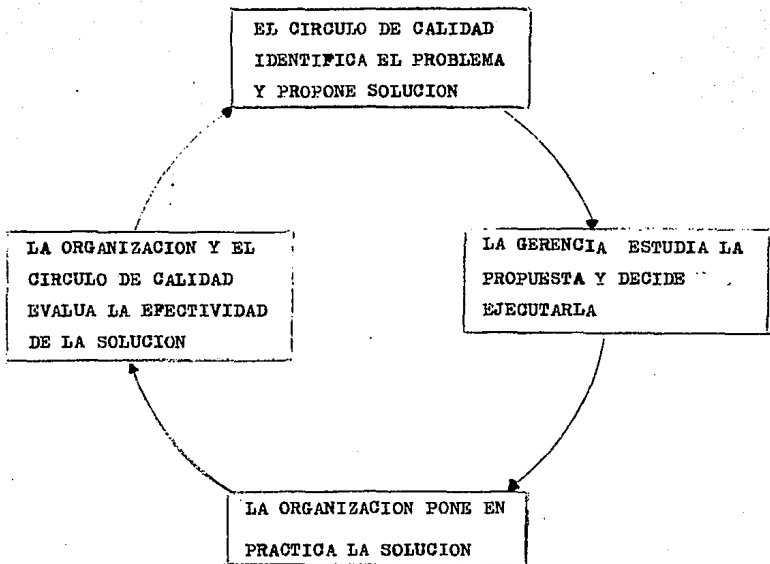 EL CIRCULO DE CALIDAD
IDENTIFICA EL PROBLEMA
Y PROPONE SOLUCION
LA GERENCIA ESTUDIA LA
PROPUESTA Y DECIDE
EJECUTARLA
LA ORGANIZACION PONE EN
PRACTICA LA SOLUCION
LA ORGANIZACION Y EL
CIRCULO DE CALIDAD
EVALUA LA EFECTIVIDAD
DE LA SOLUCION